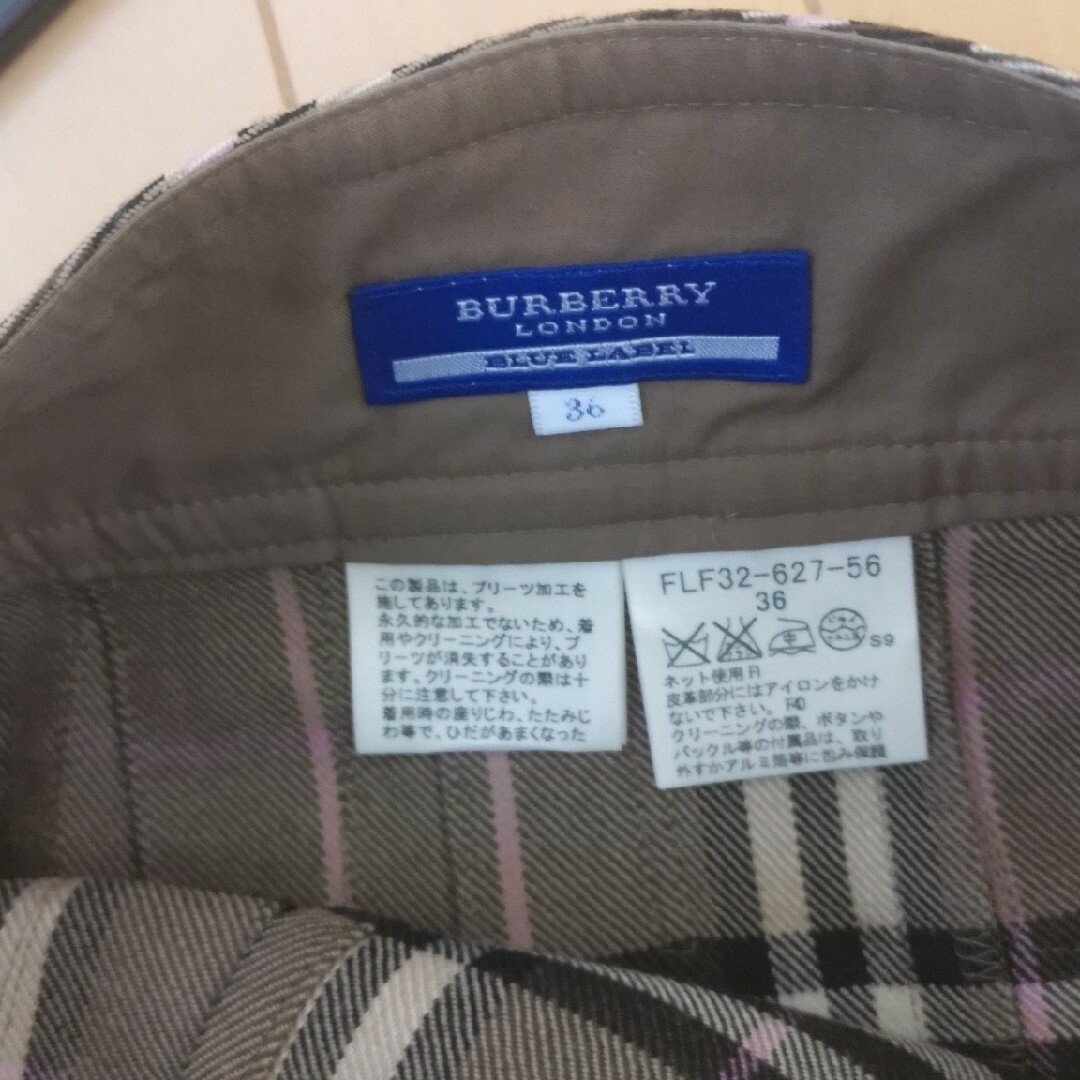 BURBERRY
LONDON
BLUE LABEL
36
この製品は、プリーツ加工を
施してあります。
永久的な加工でないため、着
用やクリーニングにより、プ
リーツが消失することがあり
ます。クリーニングの際は十
分に注意して下さい。
着用時の座りじわ、たたみじ
わ等で、ひだがあまくなった
FLF32-627-56
36
中
ドライ
S9
ネット使用 R
皮革部分にはアイロンをかけ
ないで下さい。F40
クリーニングの際、ボタンや
バックル等の付属品は、取り
外すかアルミ箔等に包み保護